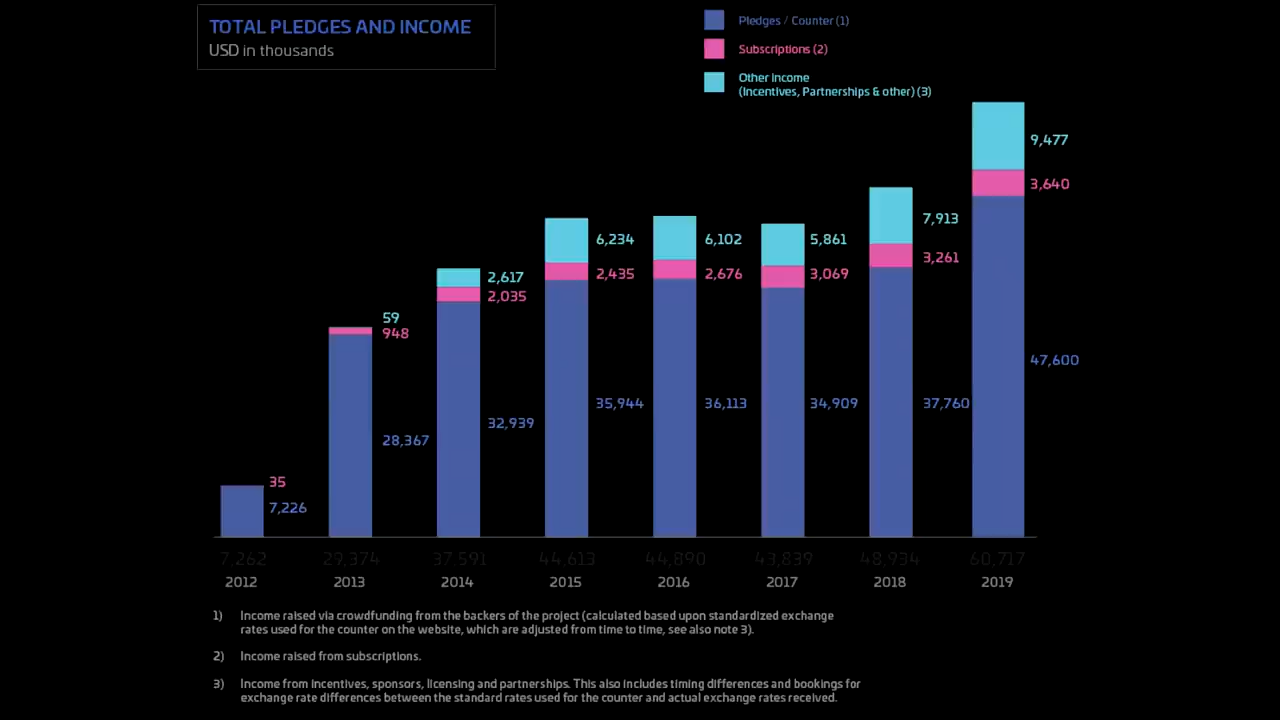 TOTAL PLEDGES AND INCOME
USD in thousands
Pledges / Counter (1)
Subscriptions (2)
Other Income
(Incentives, Partnerships & other) (3)
35
7,226
59
948
28,367
2,617
2,035
32,939
6,234
2,435
35,944
6,102
2,676
36,113
5,861
3,069
34,909
7,913
3,261
37,760
9,477
3,640
47,600
7,262 29,374 37,591 44,613 44,890 43,839 48,934 60,717
2012 2013 2014 2015 2016 2017 2018 2019
1) Income raised via crowdfunding from the backers of the project (calculated based upon standardized exchange
rates used for the counter on the website, which are adjusted from time to time, see also note 3).
2) Income raised from subscriptions.
3) Income from incentives, sponsors, licensing and partnerships. This also includes timing differences and bookings for
exchange rate differences between the standard rates used for the counter and actual exchange rates received.